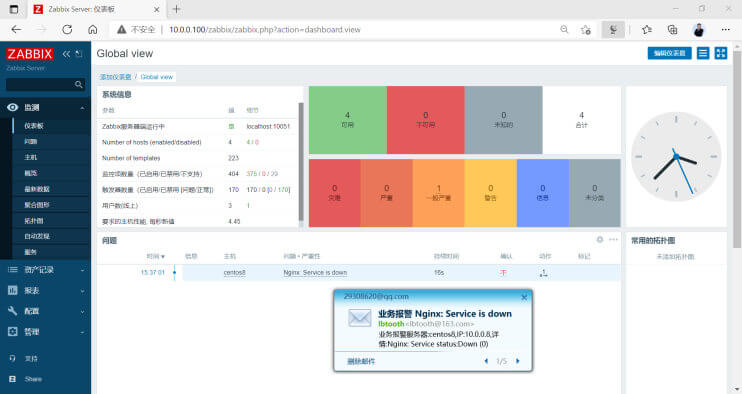 Zabbix Server: 仪表板
不安全 10.0.0.100/zabbix/zabbix.php?action=dashboard.view
ZABBIX
Zabbix Server
Global view
编辑仪表盘
添加仪表盘 / Global view
监测
仪表板
问题
主机
概览
最新数据
聚合图形
拓扑图
自动发现
服务
资产记录
报表
配置
管理
支持
Share
系统信息
参数 值 细节
Zabbix服务器端运行中 是 localhost:10051
Number of hosts (enabled/disabled) 4 4 / 0
Number of templates 223
监控项数量 (已启用/已禁用/不支持) 404 375 / 0 / 29
触发器数量 (已启用/已禁用 [问题/正常]) 170 170 / 0 [0 / 170]
用户数(线上) 3 1
要求的主机性能, 每秒新值 4.45
4 0 0 4
可用 不可用 未知的 合计
0 0 1 0 0 0
灾难 严重 一般严重 警告 信息 未分类
问题
时间 ▼ 信息 主机 问题 • 严重性 持续时间 确认 动作 标记
15:37:01 centos8 Nginx: Service is down 16s 不 1
常用的拓扑图
未添加拓扑图.
29308620@qq.com
业务报警 Nginx: Service is down
lbtooth <lbtooth@163.com>
业务报警服务器:centos8,IP:10.0.0.8,详
情:Nginx: Service status:Down (0)
删除邮件 1/5